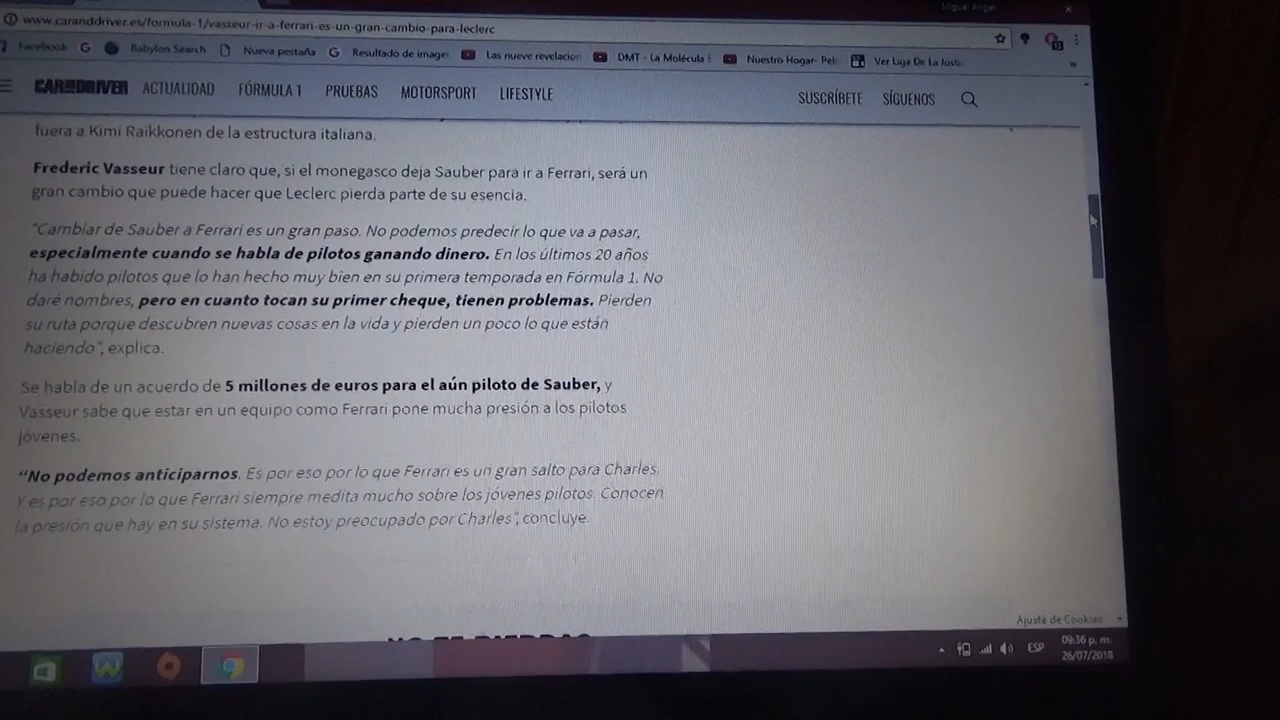 Miguel Angel
www.caranddriver.es/formula-1/vasseur-ir-a-ferrari-es-un-gran-cambio-para-leclerc
Facebook Babylon Search Nueva pestaña Resultado de image Las nueve revelacion DMT - La Molécula Nuestro Hogar- Peli Ver Liga De La Justic
CAR AND DRIVER ACTUALIDAD FÓRMULA 1 PRUEBAS MOTORSPORT LIFESTYLE SUSCRÍBETE SÍGUENOS
fuera a Kimi Raikkonen de la estructura italiana.
Frederic Vasseur tiene claro que, si el monegasco deja Sauber para ir a Ferrari, será un
gran cambio que puede hacer que Leclerc pierda parte de su esencia.
"Cambiar de Sauber a Ferrari es un gran paso. No podemos predecir lo que va a pasar,
especialmente cuando se habla de pilotos ganando dinero. En los últimos 20 años
ha habido pilotos que lo han hecho muy bien en su primera temporada en Fórmula 1. No
daré nombres, pero en cuanto tocan su primer cheque, tienen problemas. Pierden
su ruta porque descubren nuevas cosas en la vida y pierden un poco lo que están
haciendo", explica.
Se habla de un acuerdo de 5 millones de euros para el aún piloto de Sauber, y
Vasseur sabe que estar en un equipo como Ferrari pone mucha presión a los pilotos
jóvenes.
"No podemos anticiparnos. Es por eso por lo que Ferrari es un gran salto para Charles.
Y es por eso por lo que Ferrari siempre medita mucho sobre los jóvenes pilotos. Conocen
la presión que hay en su sistema. No estoy preocupado por Charles", concluye.
Ajuste de Cookies
ESP 09:36 p. m.
26/07/2018